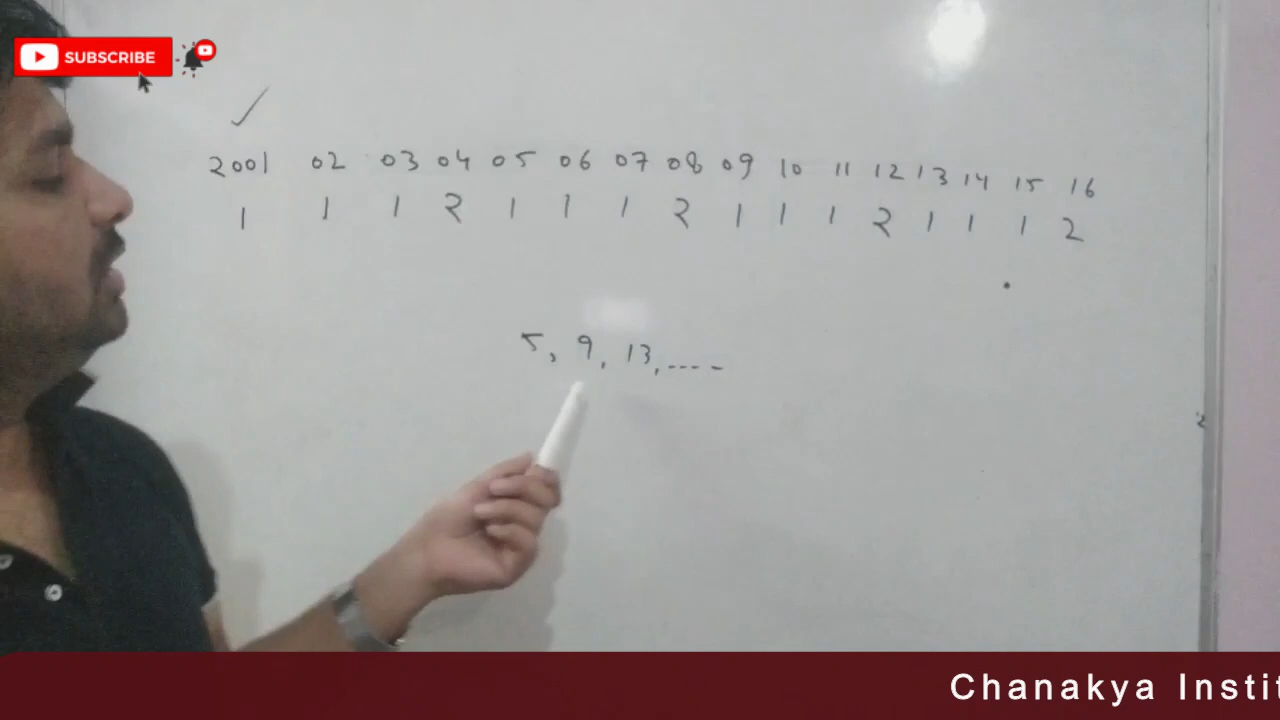 SUBSCRIBE
2001 02 03 04 05 06 07 08 09 10 11 12 13 14 15 16
1 1 1 2 1 1 1 2 1 1 1 2 1 1 1 2
5, 9, 13, ----
Chanakya Instit